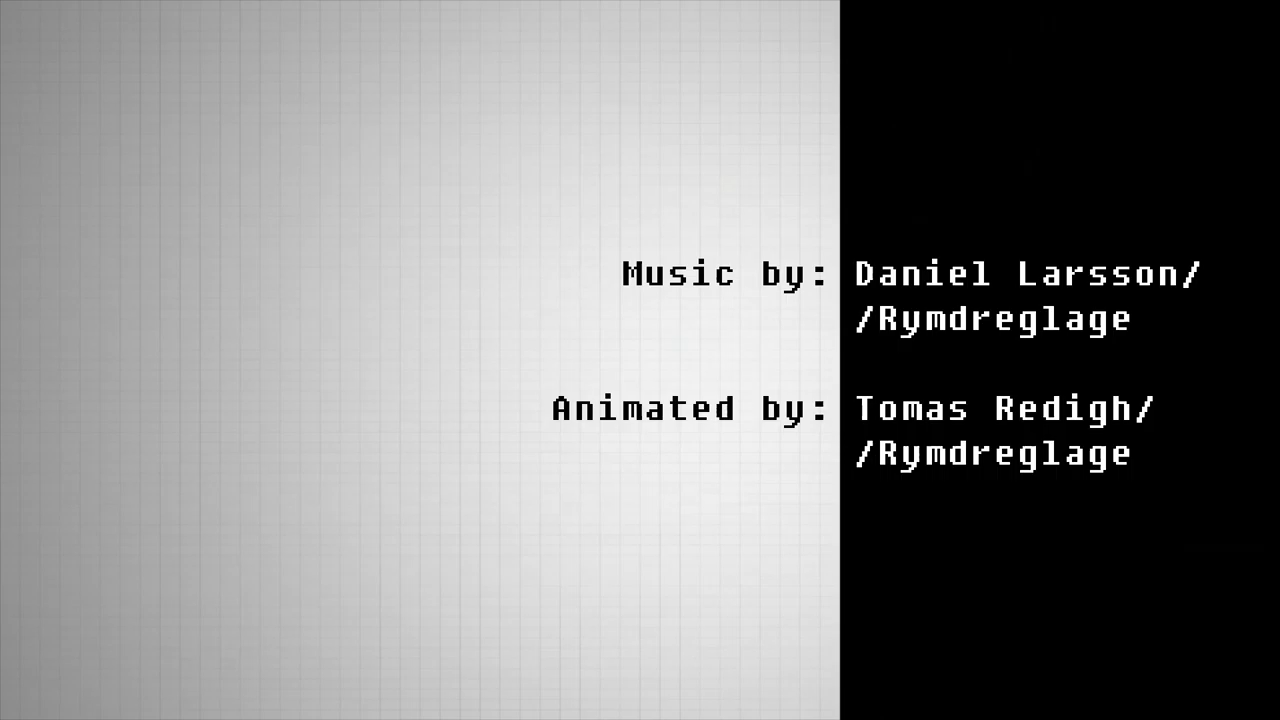 Music by: Daniel Larsson/
/Rymdreglage
Animated by: Tomas Redigh/
/Rymdreglage